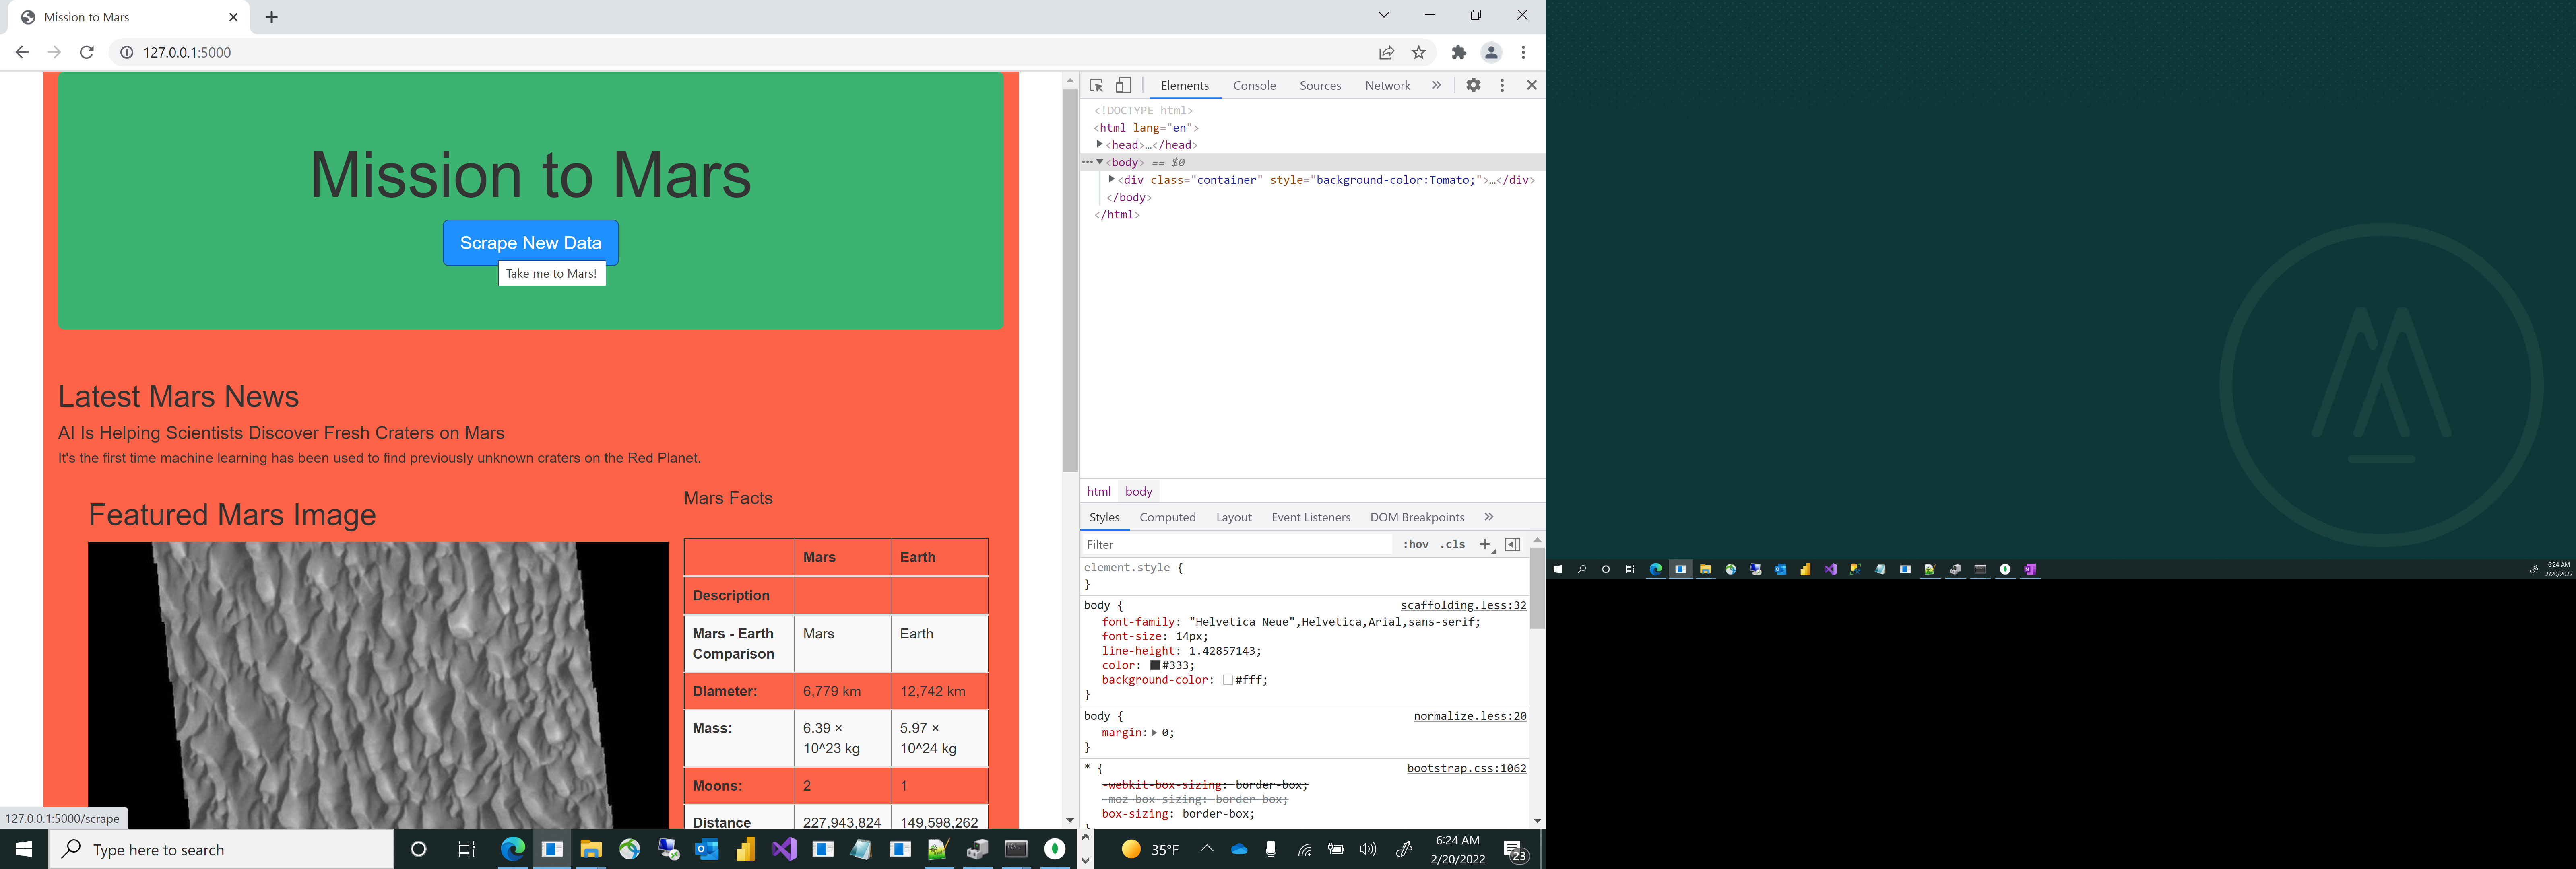 Mission to Mars
127.0.0.1:5000
Mission to Mars
Scrape New Data
Take me to Mars!
Latest Mars News
AI Is Helping Scientists Discover Fresh Craters on Mars
It's the first time machine learning has been used to find previously unknown craters on the Red Planet.
Featured Mars Image
Mars Facts
Mars Earth
Description
Mars - Earth Comparison Mars Earth
Diameter: 6,779 km 12,742 km
Mass: 6.39 × 10^23 kg 5.97 × 10^24 kg
Moons: 2 1
Distance 227,943,824 149,598,262
127.0.0.1:5000/scrape
Elements Console Sources Network »
<!DOCTYPE html>
<html lang="en">
<head>…</head>
<body> == $0
<div class="container" style="background-color:Tomato;">…</div>
</body>
</html>
html body
Styles Computed Layout Event Listeners DOM Breakpoints »
Filter :hov .cls +
element.style {
}
body { scaffolding.less:32
font-family: "Helvetica Neue",Helvetica,Arial,sans-serif;
font-size: 14px;
line-height: 1.42857143;
color: #333;
background-color: #fff;
}
body { normalize.less:20
margin: 0;
}
* { bootstrap.css:1062
-webkit-box-sizing: border-box;
-moz-box-sizing: border-box;
box-sizing: border-box;
}
Type here to search
35°F
6:24 AM
2/20/2022
23
6:24 AM
2/20/2022